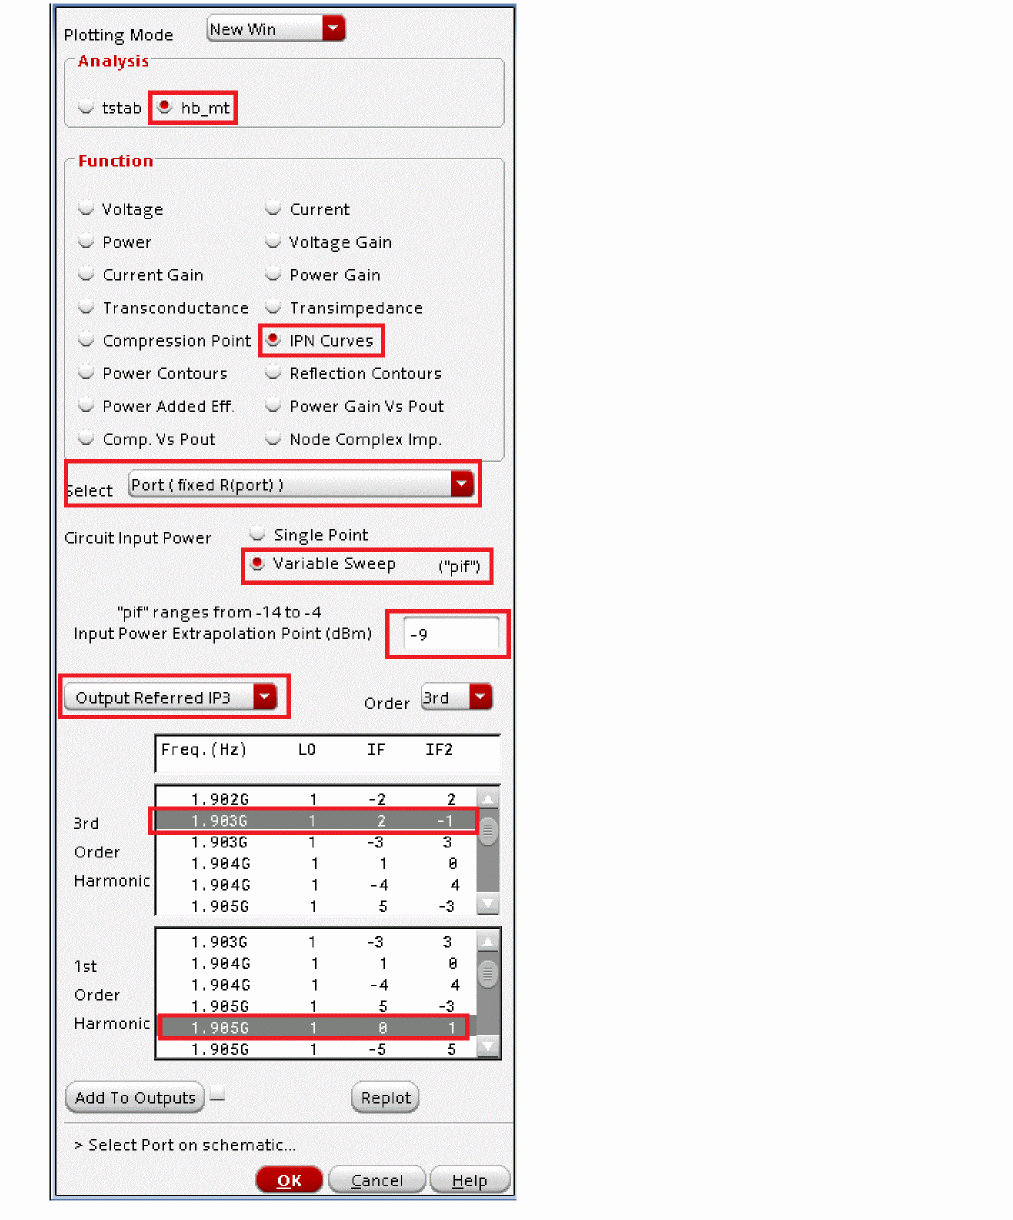 Plotting Mode New Win
Analysis
tstab hb_mt
Function
Voltage Current
Power Voltage Gain
Current Gain Power Gain
Transconductance Transimpedance
Compression Point IPN Curves
Power Contours Reflection Contours
Power Added Eff. Power Gain Vs Pout
Comp. Vs Pout Node Complex Imp.
Select Port ( fixed R(port) )
Circuit Input Power Single Point
Variable Sweep ("pif")
"pif" ranges from -14 to -4
Input Power Extrapolation Point (dBm) -9
Output Referred IP3 Order 3rd
Freq.(Hz) LO IF IF2
3rd Order Harmonic
1.902G 1 -2 2
1.903G 1 2 -1
1.903G 1 -3 3
1.904G 1 1 0
1.904G 1 -4 4
1.905G 1 5 -3
1st Order Harmonic
1.903G 1 -3 3
1.904G 1 1 0
1.904G 1 -4 4
1.905G 1 5 -3
1.905G 1 0 1
1.905G 1 -5 5
Add To Outputs Replot
> Select Port on schematic...
OK Cancel Help